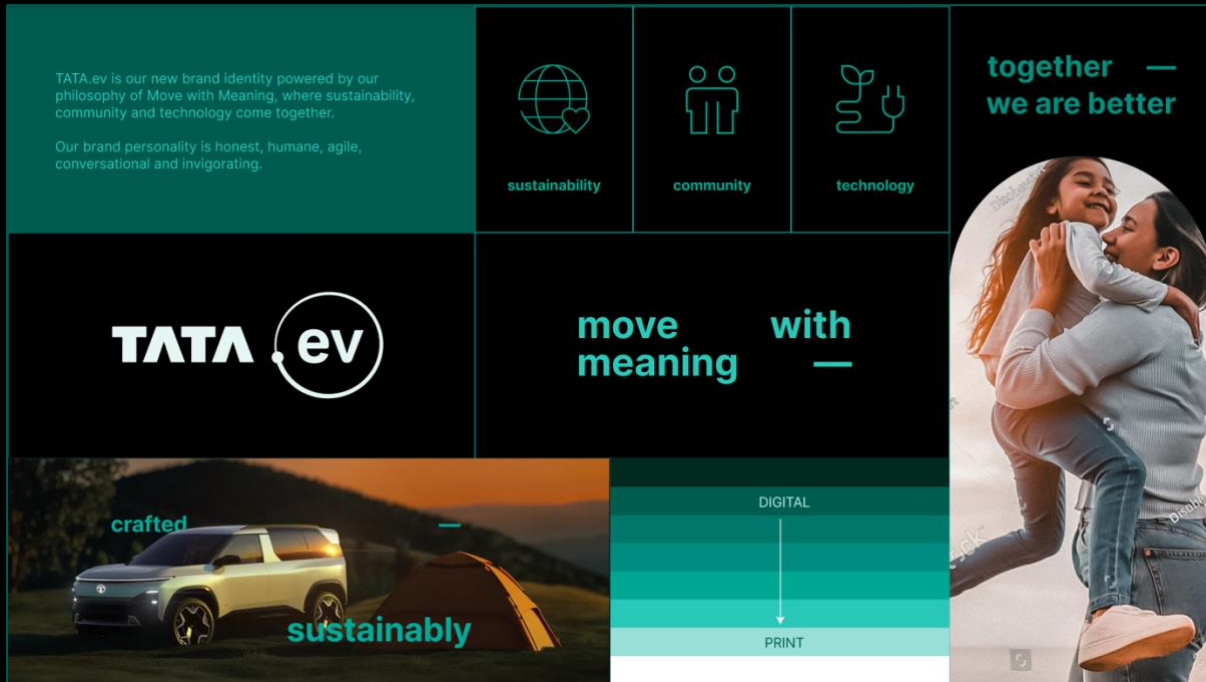 TATA.ev is our new brand identity powered by our
philosophy of Move with Meaning, where sustainability,
community and technology come together.
Our brand personality is honest, humane, agile,
conversational and invigorating.
sustainability
community
technology
together —
we are better
TATA .ev
move with
meaning —
crafted —
sustainably
DIGITAL
PRINT